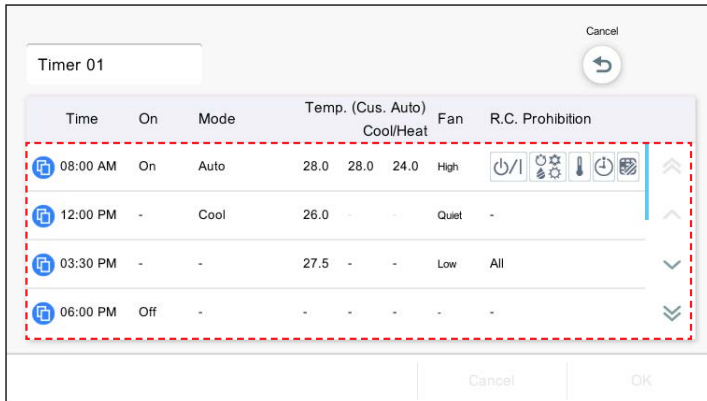 Cancel
Timer 01
Time On Mode Temp. (Cus. Auto) Cool/Heat Fan R.C. Prohibition
08:00 AM On Auto 28.0 28.0 24.0 High
12:00 PM - Cool 26.0 - - Quiet -
03:30 PM - - 27.5 - - Low All
06:00 PM Off - - - - - -
Cancel OK